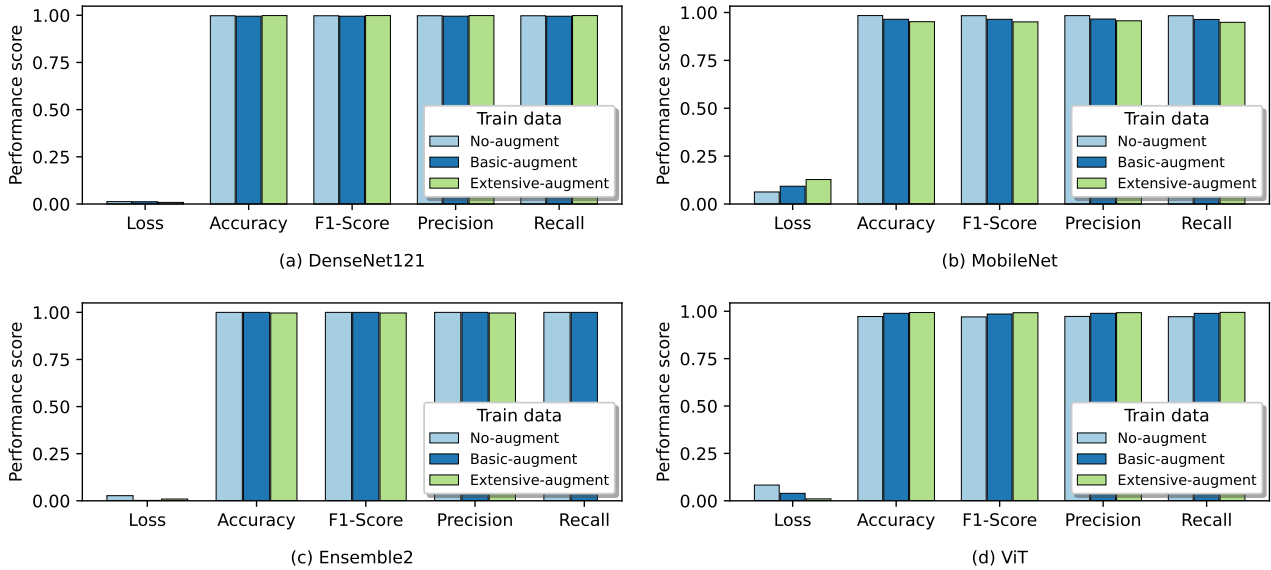 Performance score
1.00
0.75
0.50
0.25
0.00
Train data
No-augment
Basic-augment
Extensive-augment
Loss Accuracy F1-Score Precision Recall
(a) DenseNet121
Performance score
1.00
0.75
0.50
0.25
0.00
Train data
No-augment
Basic-augment
Extensive-augment
Loss Accuracy F1-Score Precision Recall
(b) MobileNet
Performance score
1.00
0.75
0.50
0.25
0.00
Train data
No-augment
Basic-augment
Extensive-augment
Loss Accuracy F1-Score Precision Recall
(c) Ensemble2
Performance score
1.00
0.75
0.50
0.25
0.00
Train data
No-augment
Basic-augment
Extensive-augment
Loss Accuracy F1-Score Precision Recall
(d) ViT